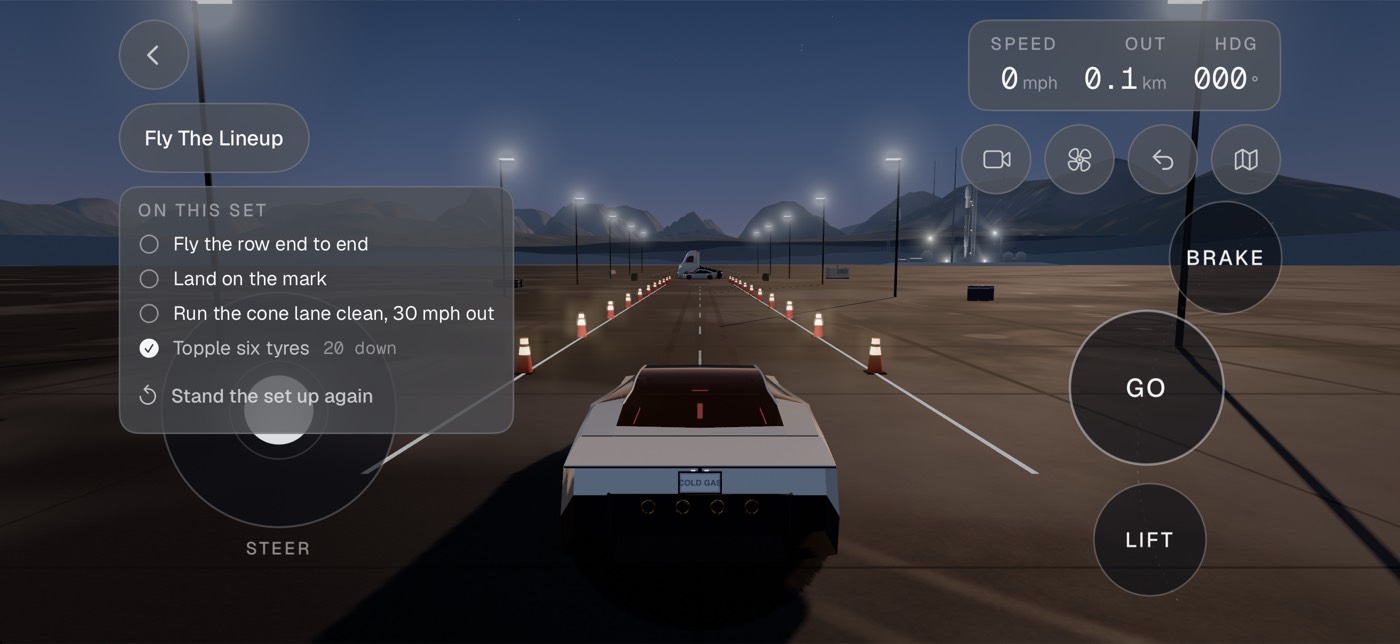 SPEED OUT HDG
0 mph 0.1 km 000°
Fly The Lineup
ON THIS SET
Fly the row end to end
Land on the mark
Run the cone lane clean, 30 mph out
Topple six tyres 20 down
Stand the set up again
BRAKE
GO
COLD GAS
LIFT
STEER